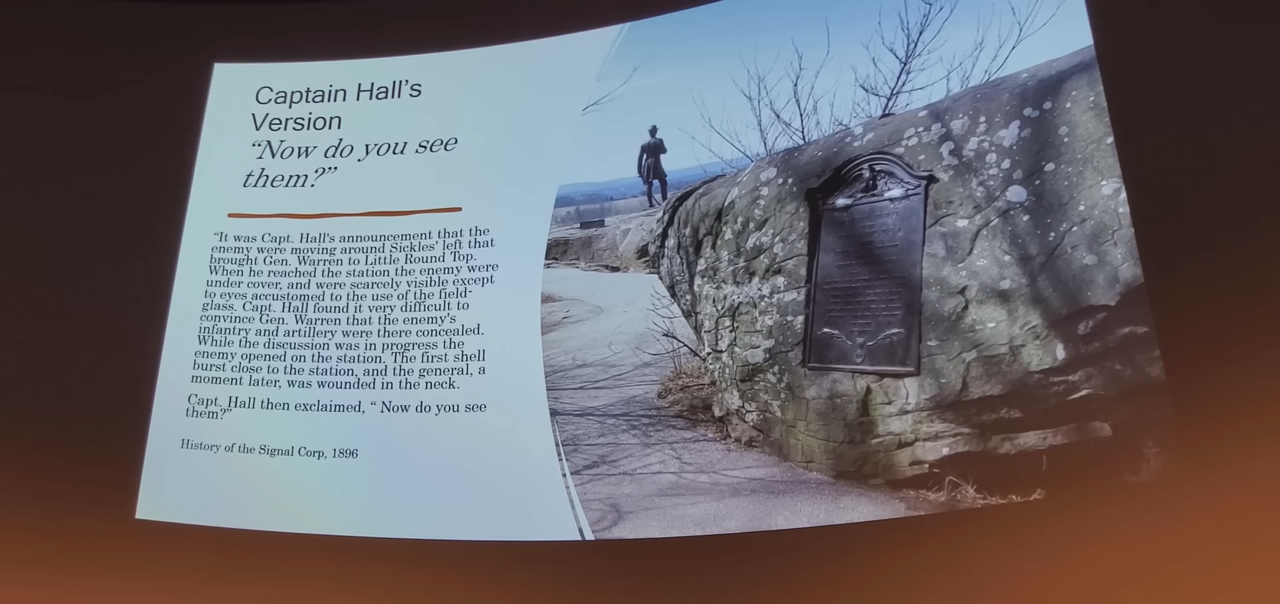 Captain Hall's
Version
“Now do you see
them?”
“It was Capt. Hall's announcement that the
enemy were moving around Sickles' left that
brought Gen. Warren to Little Round Top.
When he reached the station the enemy were
under cover, and were scarcely visible except
to eyes accustomed to the use of the field-
glass. Capt. Hall found it very difficult to
convince Gen. Warren that the enemy's
infantry and artillery were there concealed.
While the discussion was in progress the
enemy opened on the station. The first shell
burst close to the station, and the general, a
moment later, was wounded in the neck.
Capt. Hall then exclaimed, “ Now do you see
them?”
History of the Signal Corp, 1896